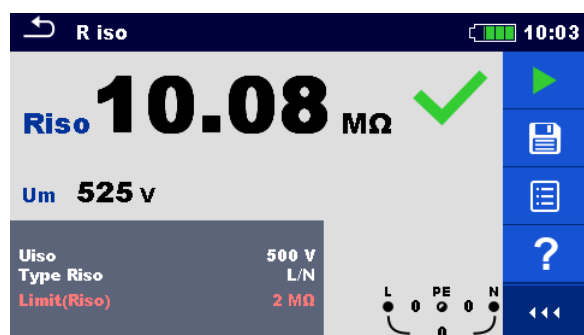 R iso 10:03
Riso 10.08 MΩ
Um 525 V
Uiso 500 V
Type Riso L/N
Limit(Riso) 2 MΩ
?
L PE N
0 0
0